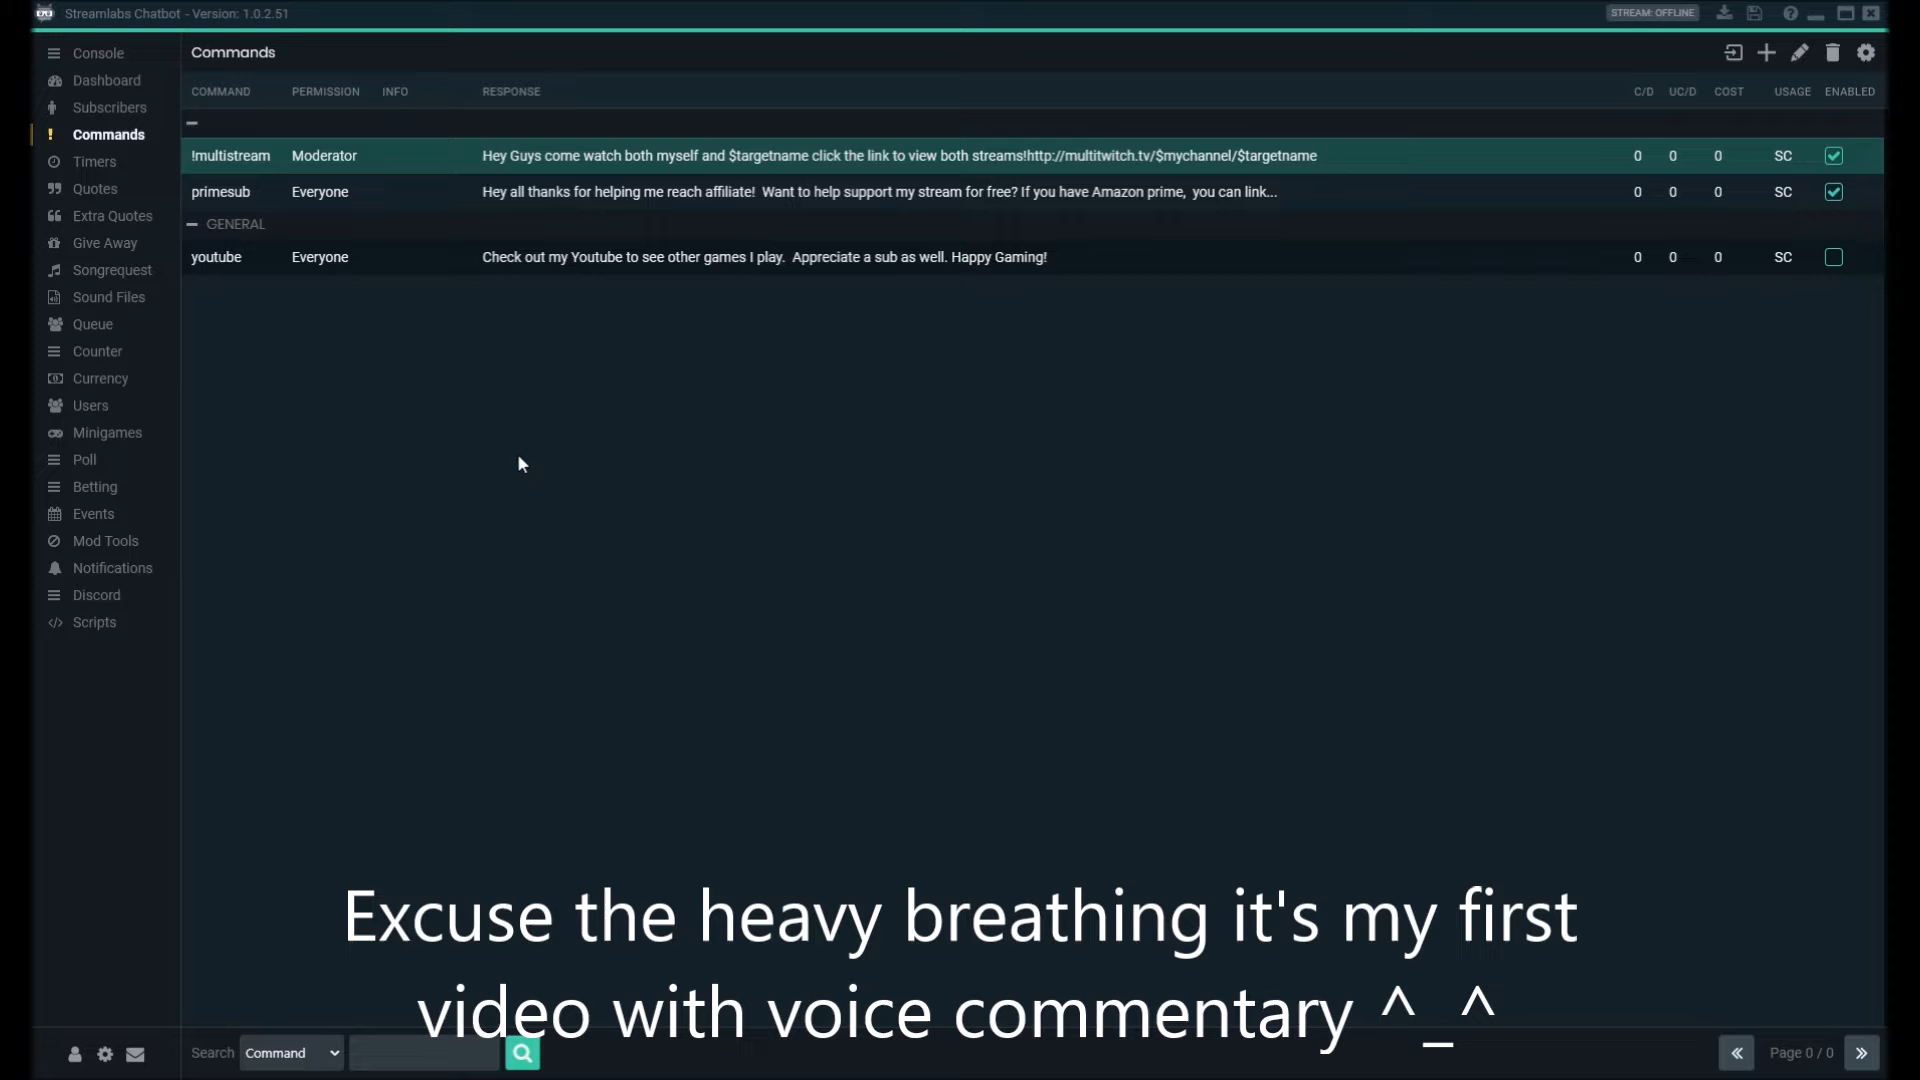 Streamlabs Chatbot - Version: 1.0.2.51
STREAM: OFFLINE
Console
Dashboard
Subscribers
Commands
Timers
Quotes
Extra Quotes
Give Away
Songrequest
Sound Files
Queue
Counter
Currency
Users
Minigames
Poll
Betting
Events
Mod Tools
Notifications
Discord
Scripts
Commands
COMMAND PERMISSION INFO RESPONSE C/D UC/D COST USAGE ENABLED
!multistream Moderator Hey Guys come watch both myself and $targetname click the link to view both streams!http://multitwitch.tv/$mychannel/$targetname 0 0 0 SC
primesub Everyone Hey all thanks for helping me reach affiliate! Want to help support my stream for free? If you have Amazon prime, you can link... 0 0 0 SC
GENERAL
youtube Everyone Check out my Youtube to see other games I play. Appreciate a sub as well. Happy Gaming! 0 0 0 SC
Excuse the heavy breathing it's my first
video with voice commentary ^_^
Search Command Page 0 / 0